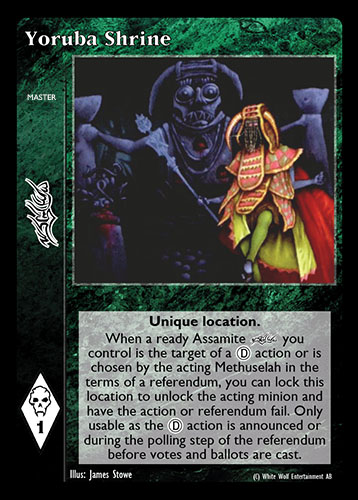 Yoruba Shrine
MASTER
Unique location.
When a ready Assamite you
control is the target of a Ⓓ action or is
chosen by the acting Methuselah in the
terms of a referendum, you can lock this
location to unlock the acting minion and
have the action or referendum fail. Only
usable as the Ⓓ action is announced or
during the polling step of the referendum
before votes and ballots are cast.
1
Illus: James Stowe
(C) White Wolf Entertainment AB